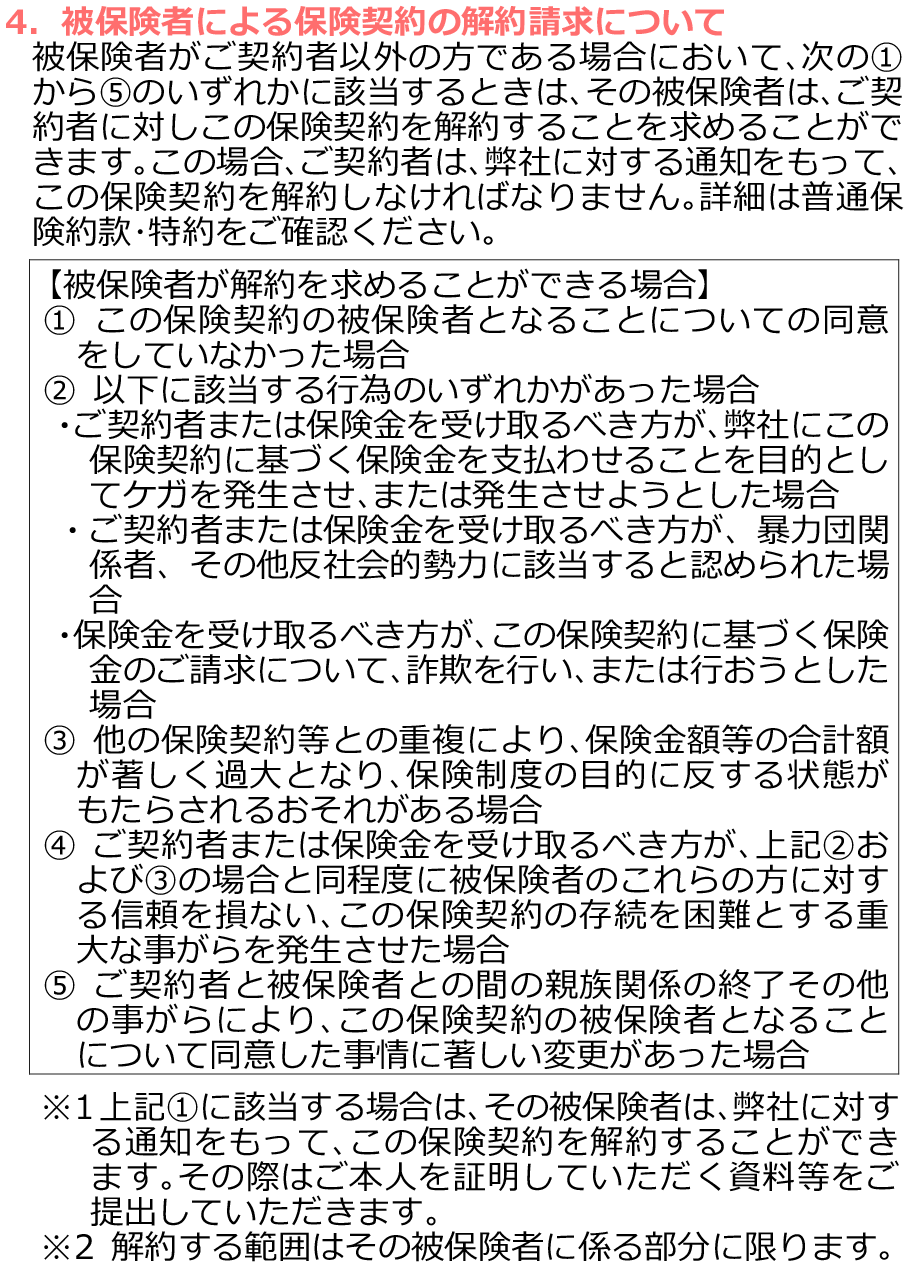 4．被保険者による保険契約の解約請求について
被保険者がご契約者以外の方である場合において、次の①
から⑤のいずれかに該当するときは、その被保険者は、ご契
約者に対しこの保険契約を解約することを求めることがで
きます。この場合、ご契約者は、弊社に対する通知をもって、
この保険契約を解約しなければなりません。詳細は普通保
険約款・特約をご確認ください。
【被保険者が解約を求めることができる場合】
① この保険契約の被保険者となることについての同意
をしていなかった場合
② 以下に該当する行為のいずれかがあった場合
・ご契約者または保険金を受け取るべき方が、弊社にこの
保険契約に基づく保険金を支払わせることを目的とし
てケガを発生させ、または発生させようとした場合
・ご契約者または保険金を受け取るべき方が、暴力団関
係者、その他反社会的勢力に該当すると認められた場
合
・保険金を受け取るべき方が、この保険契約に基づく保険
金のご請求について、詐欺を行い、または行おうとした
場合
③ 他の保険契約等との重複により、保険金額等の合計額
が著しく過大となり、保険制度の目的に反する状態が
もたらされるおそれがある場合
④ ご契約者または保険金を受け取るべき方が、上記②お
よび③の場合と同程度に被保険者のこれらの方に対す
る信頼を損ない、この保険契約の存続を困難とする重
大な事がらを発生させた場合
⑤ ご契約者と被保険者との間の親族関係の終了その他
の事がらにより、この保険契約の被保険者となること
について同意した事情に著しい変更があった場合
※1上記①に該当する場合は、その被保険者は、弊社に対す
る通知をもって、この保険契約を解約することができ
ます。その際はご本人を証明していただく資料等をご
提出していただきます。
※2 解約する範囲はその被保険者に係る部分に限ります。